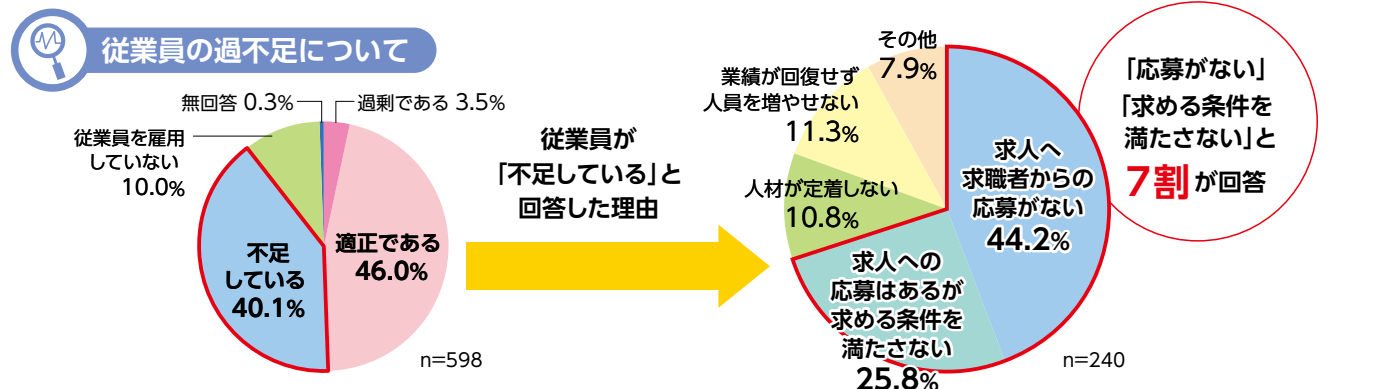 従業員の過不足について
無回答 0.3%
過剰である 3.5%
従業員を雇用
していない
10.0%
不足
している
40.1%
適正である
46.0%
n=598
従業員が
「不足している」と
回答した理由
その他
7.9%
業績が回復せず
人員を増やせない
11.3%
人材が定着しない
10.8%
求人への
応募はあるが
求める条件を
満たさない
25.8%
求人へ
求職者からの
応募がない
44.2%
n=240
「応募がない」
「求める条件を
満たさない」と
7割が回答